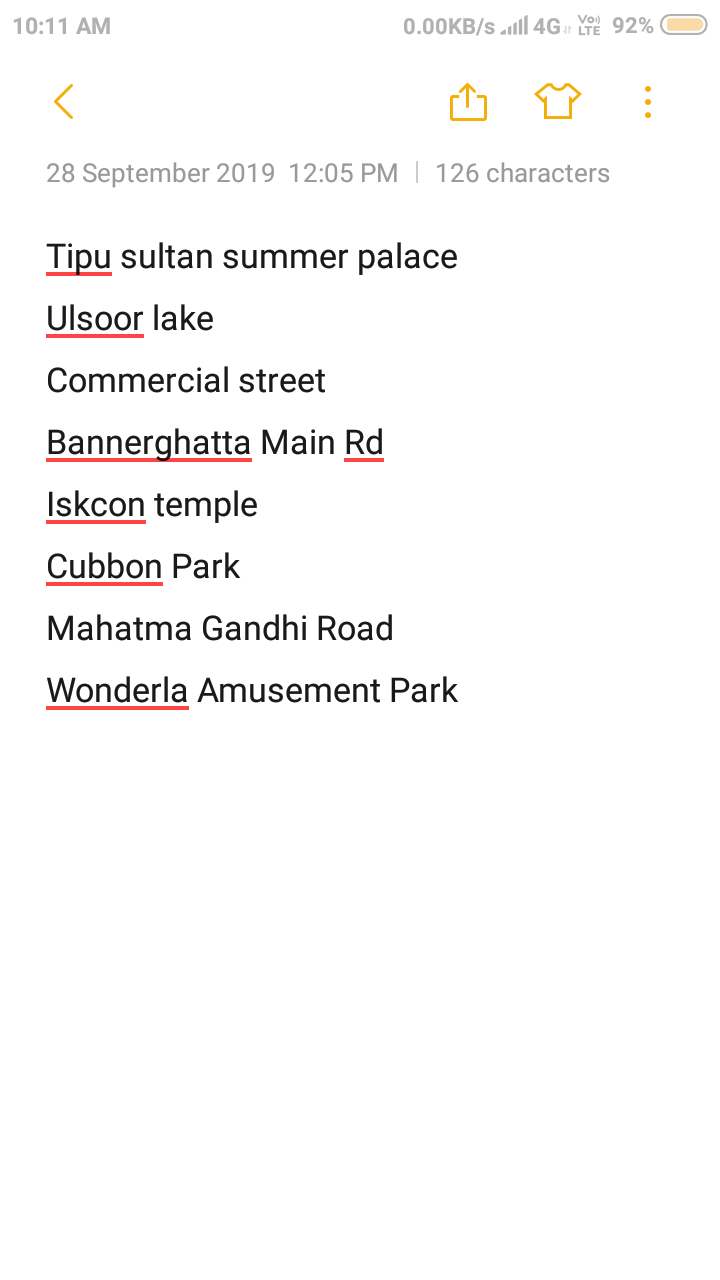 10:11 AM 0.00KB/s 4G Vo) LTE 92%
28 September 2019 12:05 PM | 126 characters
Tipu sultan summer palace
Ulsoor lake
Commercial street
Bannerghatta Main Rd
Iskcon temple
Cubbon Park
Mahatma Gandhi Road
Wonderla Amusement Park